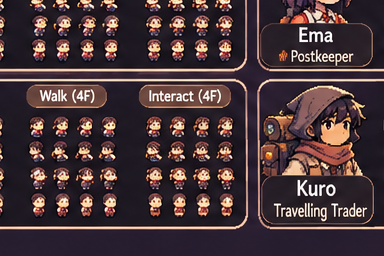 Ema
Postkeeper
Walk (4F)
Interact (4F)
Kuro
Travelling Trader